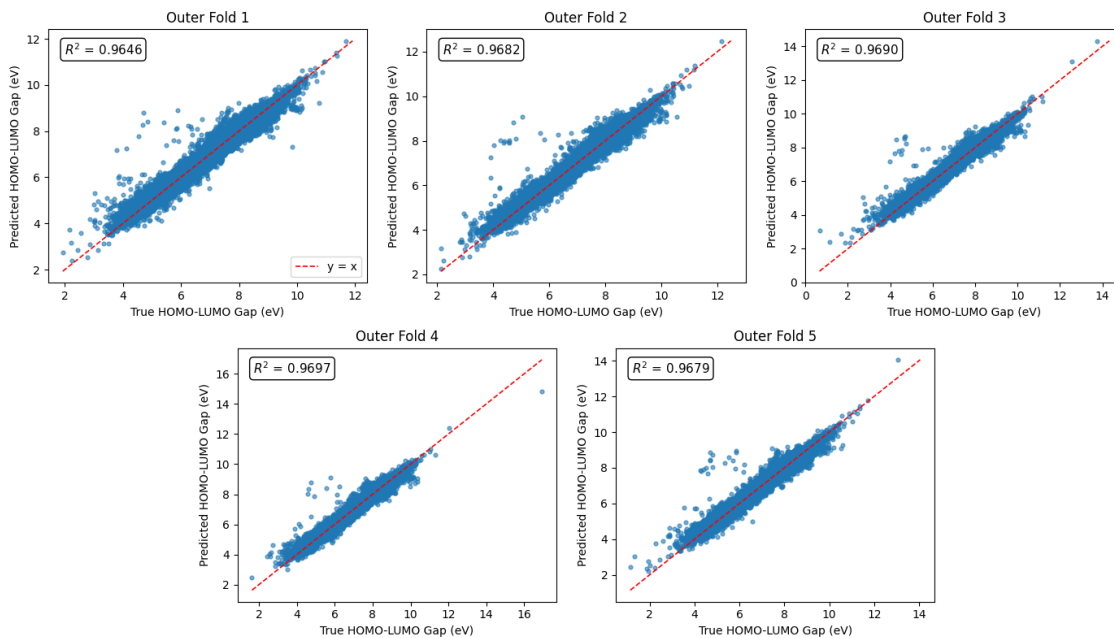 Outer Fold 1
R² = 0.9646
Predicted HOMO-LUMO Gap (eV)
12
10
8
6
4
2
2 4 6 8 10 12
True HOMO-LUMO Gap (eV)
y = x
Outer Fold 2
R² = 0.9682
Predicted HOMO-LUMO Gap (eV)
12
10
8
6
4
2
2 4 6 8 10 12
True HOMO-LUMO Gap (eV)
Outer Fold 3
R² = 0.9690
Predicted HOMO-LUMO Gap (eV)
14
12
10
8
6
4
2
0
0 2 4 6 8 10 12 14
True HOMO-LUMO Gap (eV)
Outer Fold 4
R² = 0.9697
Predicted HOMO-LUMO Gap (eV)
16
14
12
10
8
6
4
2
2 4 6 8 10 12 14 16
True HOMO-LUMO Gap (eV)
Outer Fold 5
R² = 0.9679
Predicted HOMO-LUMO Gap (eV)
14
12
10
8
6
4
2
2 4 6 8 10 12 14
True HOMO-LUMO Gap (eV)